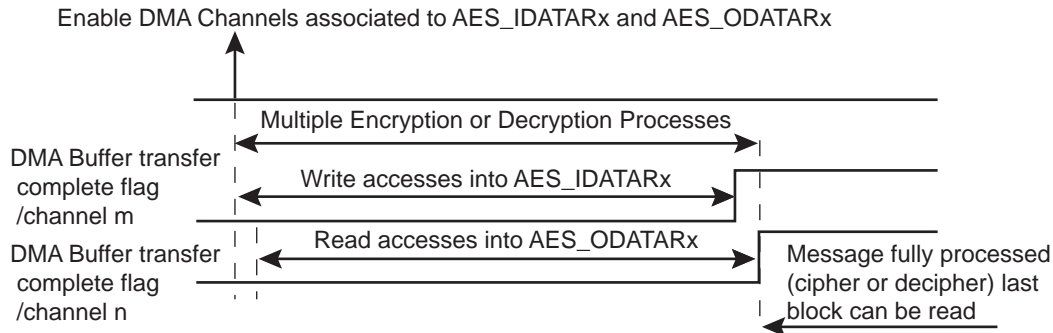 Enable DMA Channels associated to AES_IDATARx and AES_ODATARx
Multiple Encryption or Decryption Processes
DMA Buffer transfer
complete flag
/channel m
Write accesses into AES_IDATARx
DMA Buffer transfer
complete flag
/channel n
Read accesses into AES_ODATARx
Message fully processed
(cipher or decipher) last
block can be read